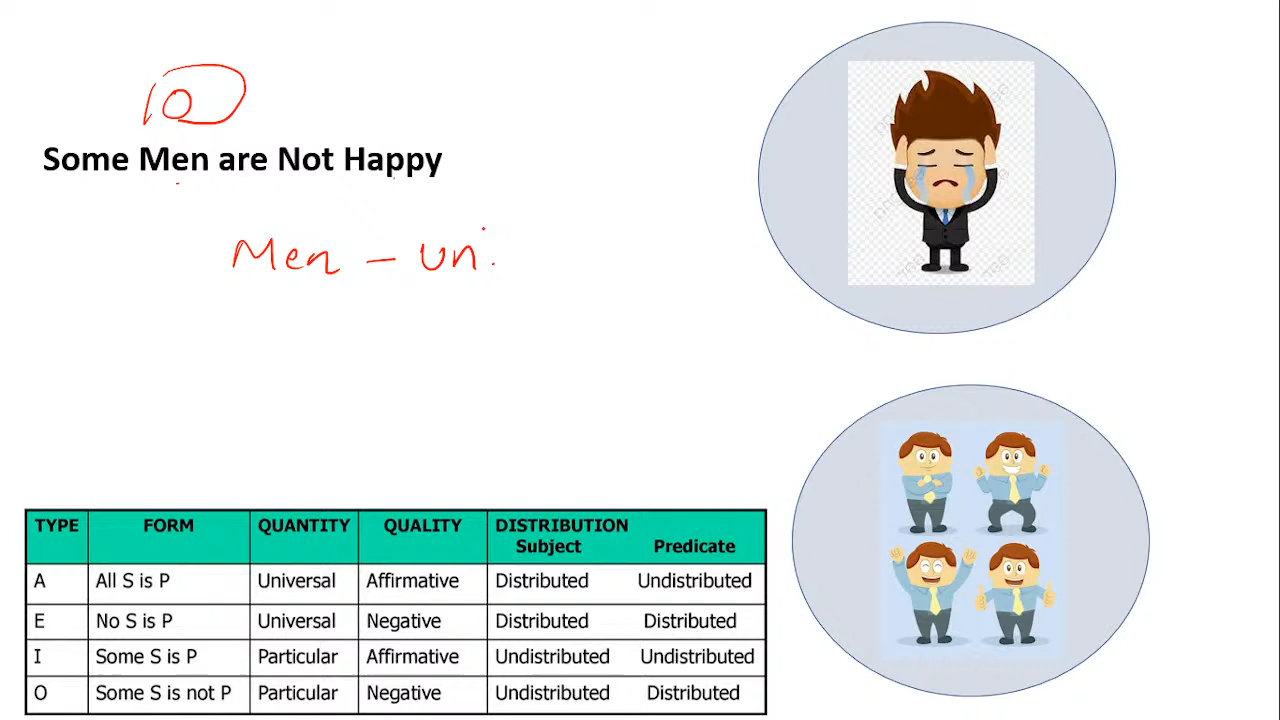 O
Some Men are Not Happy
Men - un
TYPE FORM QUANTITY QUALITY DISTRIBUTION
Subject Predicate
A All S is P Universal Affirmative Distributed Undistributed
E No S is P Universal Negative Distributed Distributed
I Some S is P Particular Affirmative Undistributed Undistributed
O Some S is not P Particular Negative Undistributed Distributed